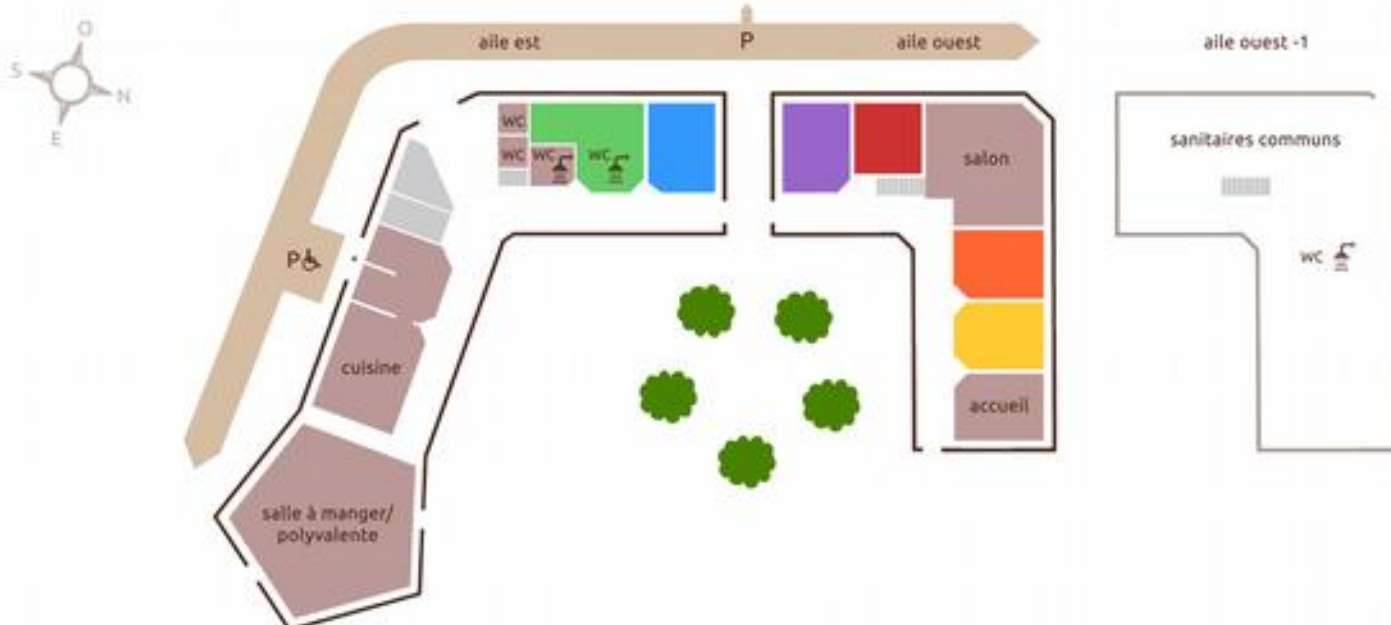 O
S
N
E
aile est
P
aile ouest
aile ouest -1
WC
WC
WC
WC
salon
sanitaires communs
P
WC
cuisine
accueil
salle à manger/
polyvalente